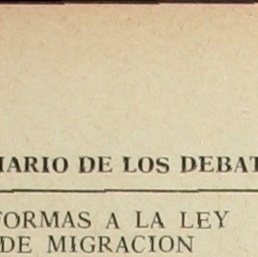 IARIO DE LOS DEBAT
FORMAS A LA LEY
DE MIGRACION